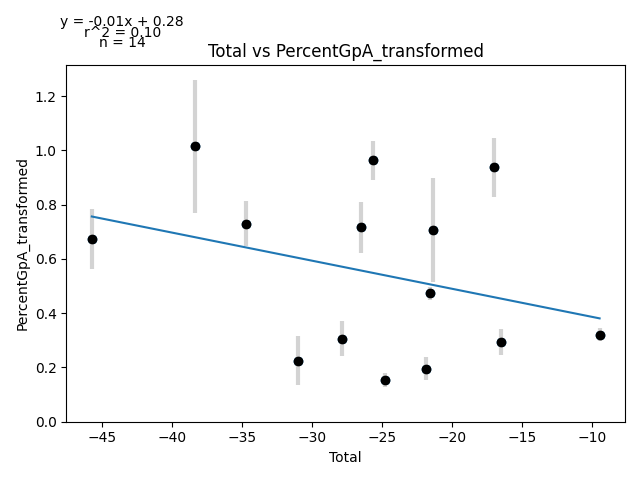 y = -0.01x + 0.28
r^2 = 0.10
n = 14
Total vs PercentGpA_transformed
PercentGpA_transformed
1.2
1.0
0.8
0.6
0.4
0.2
0.0
−45
−40
−35
−30
−25
−20
−15
−10
Total